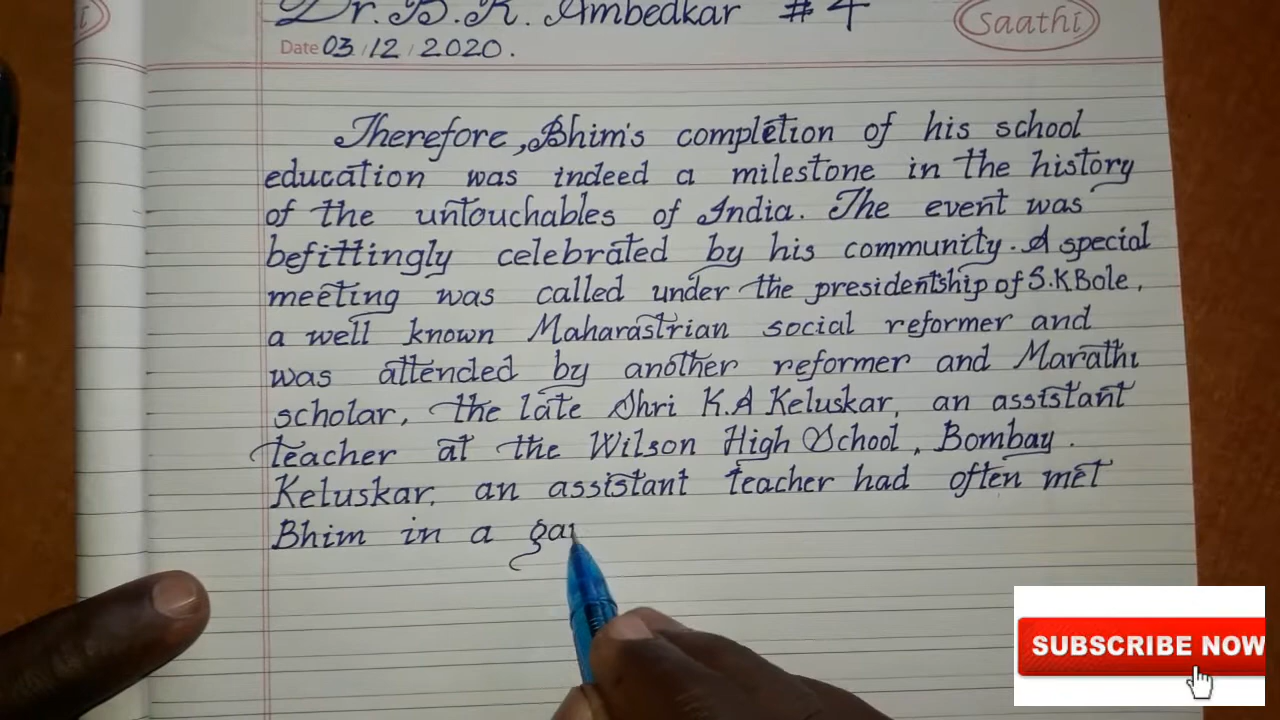 Dr. B. R. Ambedkar #4
Saathi
Date 03/12/2020.
Therefore, Bhim's completion of his school
education was indeed a milestone in the history
of the untouchables of India. The event was
befittingly celebrated by his community. A special
meeting was called under the presidentship of S.K Bole,
a well known Maharastrian social reformer and
was attended by another reformer and Marathi
scholar, the late Shri K.A Keluskar, an assistant
teacher at the Wilson High School, Bombay.
Keluskar, an assistant teacher had often met
Bhim in a
SUBSCRIBE NOW